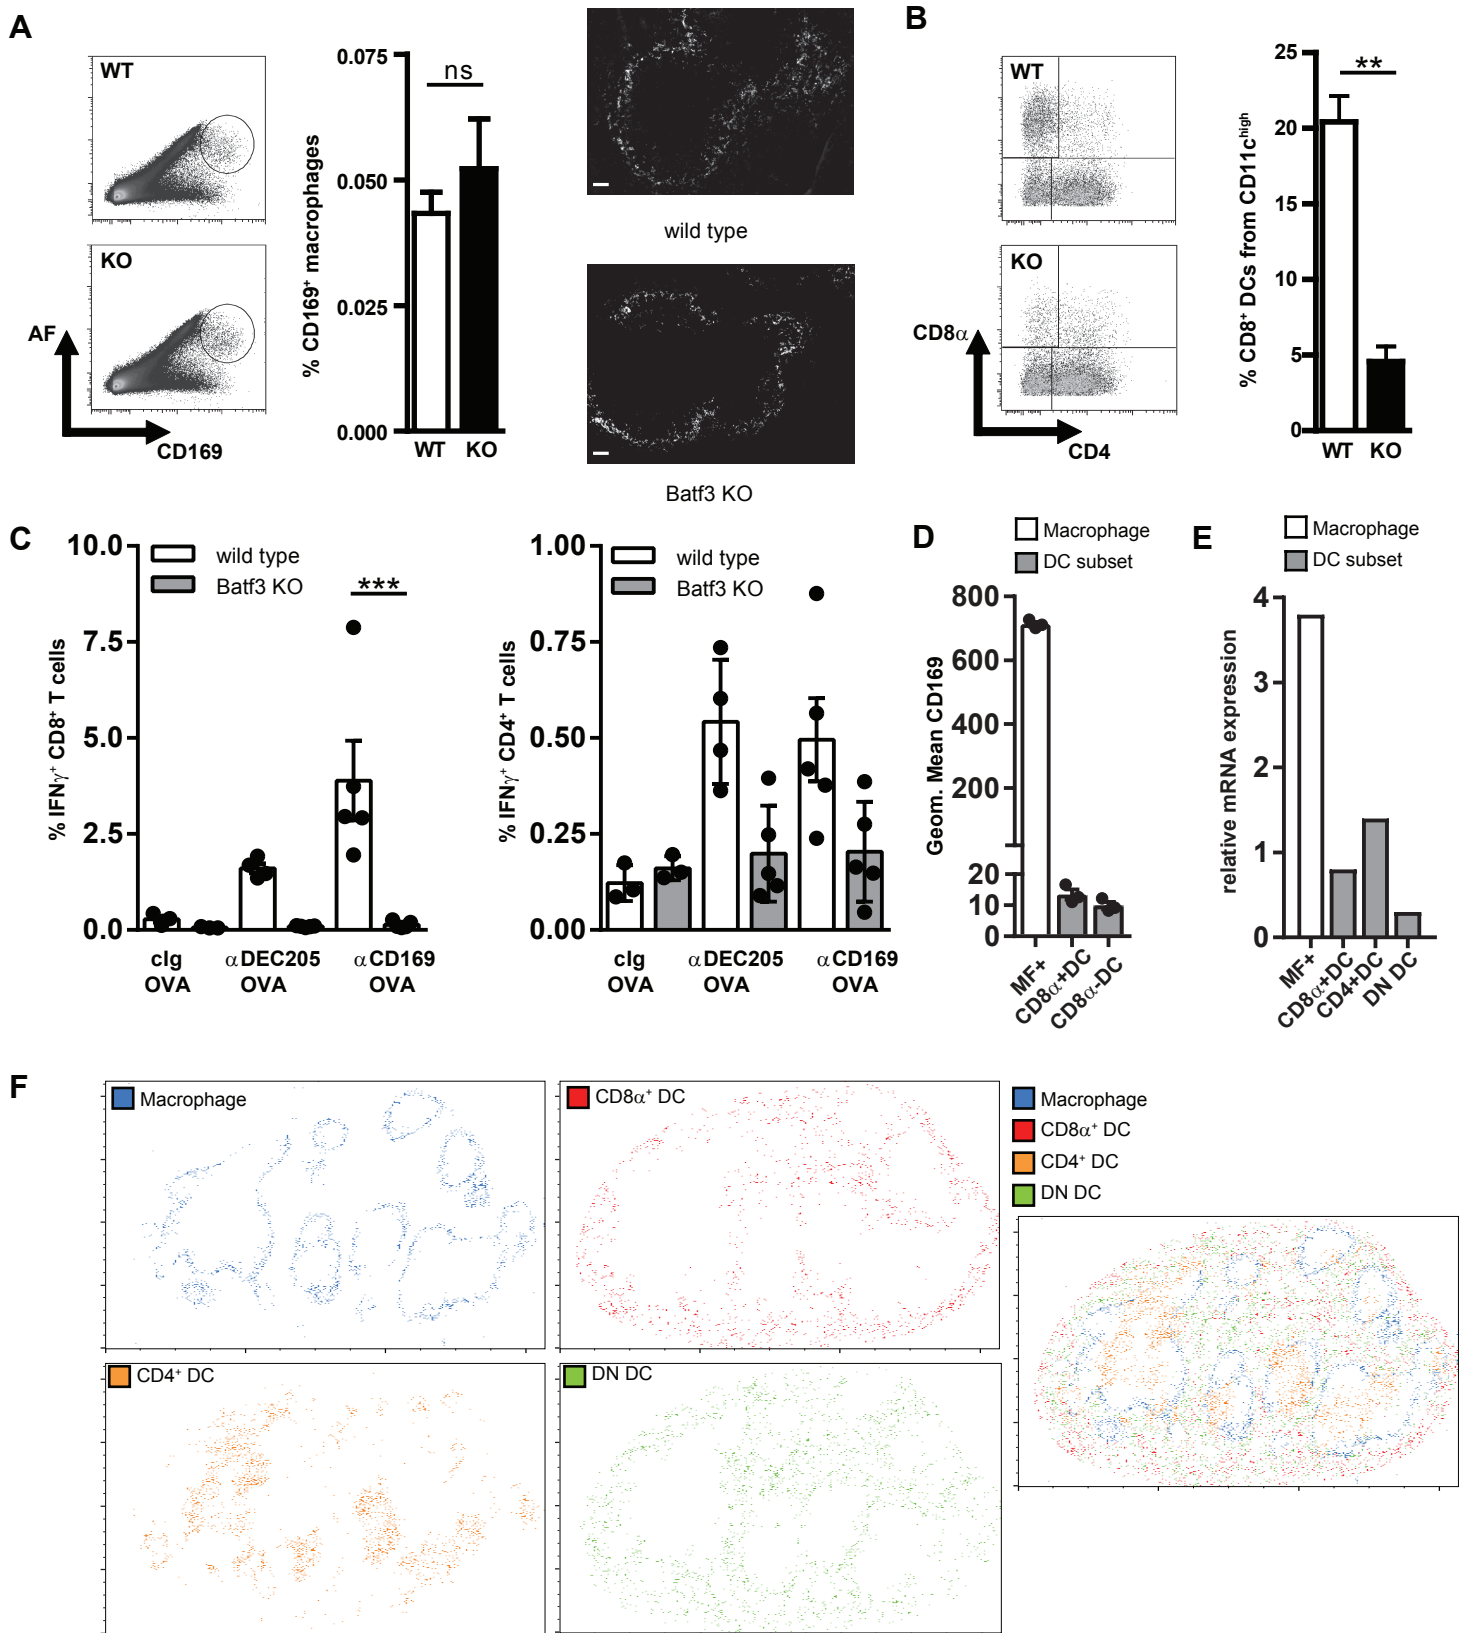 A
WT
KO
AF
CD169
% CD169⁺ macrophages
0.075
0.050
0.025
0.000
ns
WT KO
wild type
Batf3 KO
B
WT
KO
CD8α
CD4
% CD8⁺ DCs from CD11c^high
25
20
15
10
5
0
**
WT KO
C
% IFNγ⁺ CD8⁺ T cells
10.0
7.5
5.0
2.5
0.0
wild type
Batf3 KO
***
cIg OVA
αDEC205 OVA
αCD169 OVA
% IFNγ⁺ CD4⁺ T cells
1.00
0.75
0.50
0.25
0.00
wild type
Batf3 KO
cIg OVA
αDEC205 OVA
αCD169 OVA
D
Macrophage
DC subset
Geom. Mean CD169
800
600
400
200
20
10
0
MF+
CD8α+DC
CD8α-DC
E
Macrophage
DC subset
relative mRNA expression
4
3
2
1
0
MF+
CD8α+DC
CD4+DC
DN DC
F
Macrophage
CD8α⁺ DC
CD4⁺ DC
DN DC
Macrophage
CD8α⁺ DC
CD4⁺ DC
DN DC